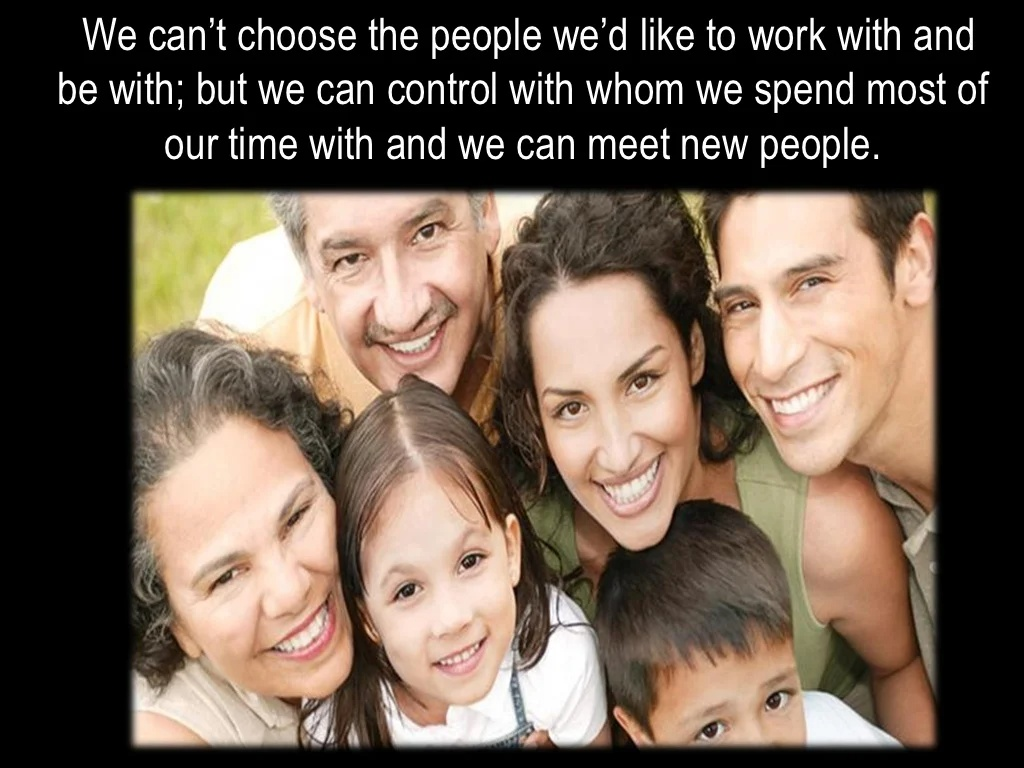 We can’t choose the people we’d like to work with and
be with; but we can control with whom we spend most of
our time with and we can meet new people.